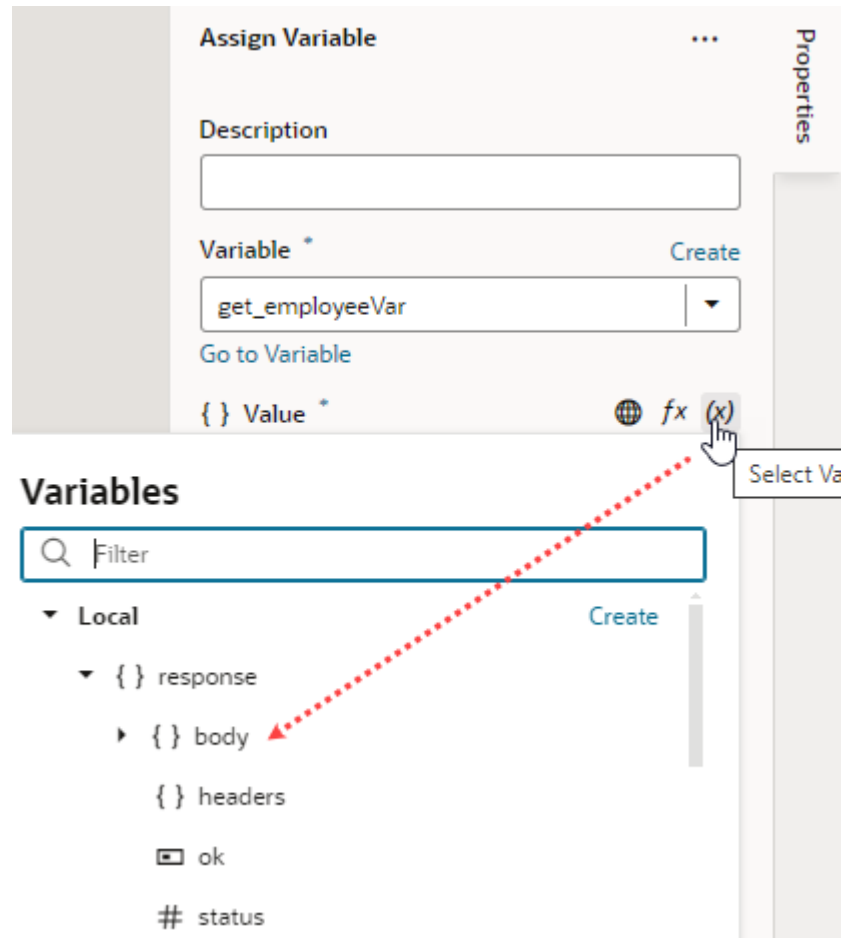 Assign Variable ...
Properties
Description
Variable * Create
get_employeeVar
Go to Variable
{ } Value * fx (x)
Select Va
Variables
Filter
Local Create
{ } response
{ } body
{ } headers
ok
# status